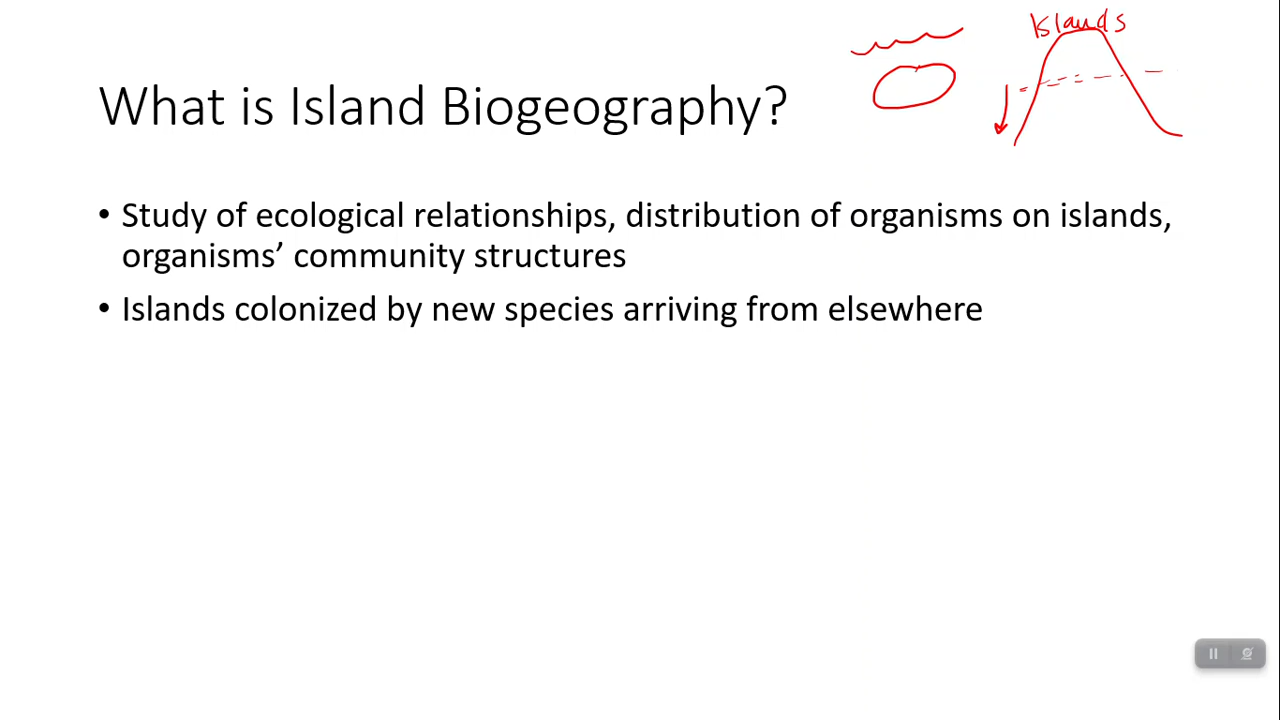 Islands
What is Island Biogeography?
• Study of ecological relationships, distribution of organisms on islands,
organisms’ community structures
• Islands colonized by new species arriving from elsewhere